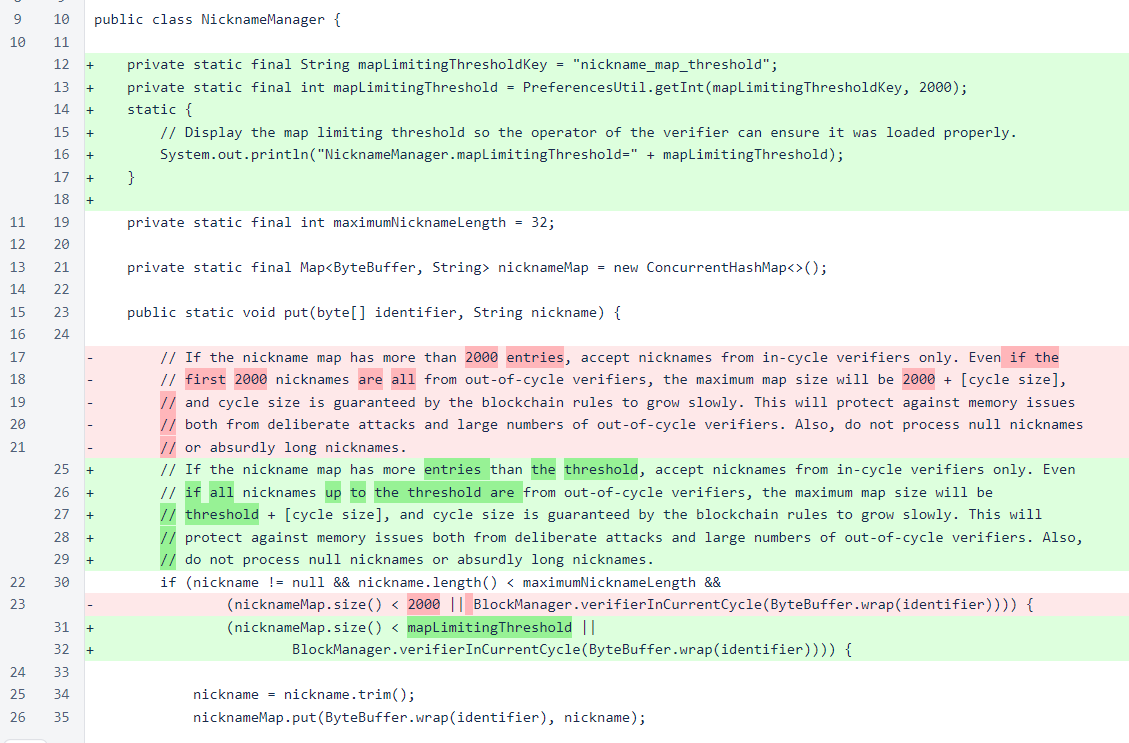 9 10 public class NicknameManager {
10 11
12 + private static final String mapLimitingThresholdKey = "nickname_map_threshold";
13 + private static final int mapLimitingThreshold = PreferencesUtil.getInt(mapLimitingThresholdKey, 2000);
14 + static {
15 + // Display the map limiting threshold so the operator of the verifier can ensure it was loaded properly.
16 + System.out.println("NicknameManager.mapLimitingThreshold=" + mapLimitingThreshold);
17 + }
18 +
11 19 private static final int maximumNicknameLength = 32;
12 20
13 21 private static final Map<ByteBuffer, String> nicknameMap = new ConcurrentHashMap<>();
14 22
15 23 public static void put(byte[] identifier, String nickname) {
16 24
17 - // If the nickname map has more than 2000 entries, accept nicknames from in-cycle verifiers only. Even if the
18 - // first 2000 nicknames are all from out-of-cycle verifiers, the maximum map size will be 2000 + [cycle size],
19 - // and cycle size is guaranteed by the blockchain rules to grow slowly. This will protect against memory issues
20 - // both from deliberate attacks and large numbers of out-of-cycle verifiers. Also, do not process null nicknames
21 - // or absurdly long nicknames.
25 + // If the nickname map has more entries than the threshold, accept nicknames from in-cycle verifiers only. Even
26 + // if all nicknames up to the threshold are from out-of-cycle verifiers, the maximum map size will be
27 + // threshold + [cycle size], and cycle size is guaranteed by the blockchain rules to grow slowly. This will
28 + // protect against memory issues both from deliberate attacks and large numbers of out-of-cycle verifiers. Also,
29 + // do not process null nicknames or absurdly long nicknames.
22 30 if (nickname != null && nickname.length() < maximumNicknameLength &&
23 - (nicknameMap.size() < 2000 || BlockManager.verifierInCurrentCycle(ByteBuffer.wrap(identifier)))) {
31 + (nicknameMap.size() < mapLimitingThreshold ||
32 + BlockManager.verifierInCurrentCycle(ByteBuffer.wrap(identifier)))) {
24 33
25 34 nickname = nickname.trim();
26 35 nicknameMap.put(ByteBuffer.wrap(identifier), nickname);